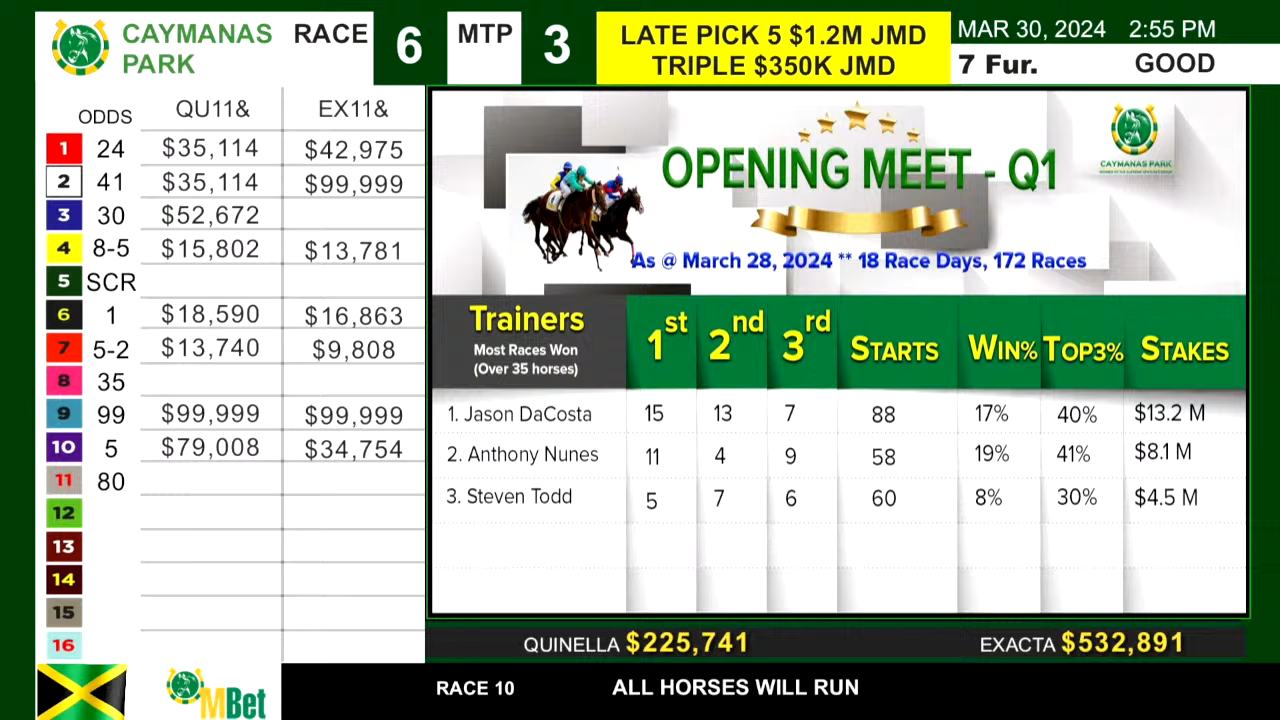 CAYMANAS PARK
RACE 6 MTP 3
LATE PICK 5 $1.2M JMD
TRIPLE $350K JMD
MAR 30, 2024 2:55 PM
7 Fur. GOOD
ODDS QU11& EX11&
1 24 $35,114 $42,975
2 41 $35,114 $99,999
3 30 $52,672
4 8-5 $15,802 $13,781
5 SCR
6 1 $18,590 $16,863
7 5-2 $13,740 $9,808
8 35
9 99 $99,999 $99,999
10 5 $79,008 $34,754
11 80
12
13
14
15
16
OPENING MEET - Q1
CAYMANAS PARK
As @ March 28, 2024 ** 18 Race Days, 172 Races
Trainers
Most Races Won
(Over 35 horses)
1st 2nd 3rd STARTS WIN% TOP3% STAKES
1. Jason DaCosta 15 13 7 88 17% 40% $13.2 M
2. Anthony Nunes 11 4 9 58 19% 41% $8.1 M
3. Steven Todd 5 7 6 60 8% 30% $4.5 M
QUINELLA $225,741 EXACTA $532,891
MBet
RACE 10 ALL HORSES WILL RUN